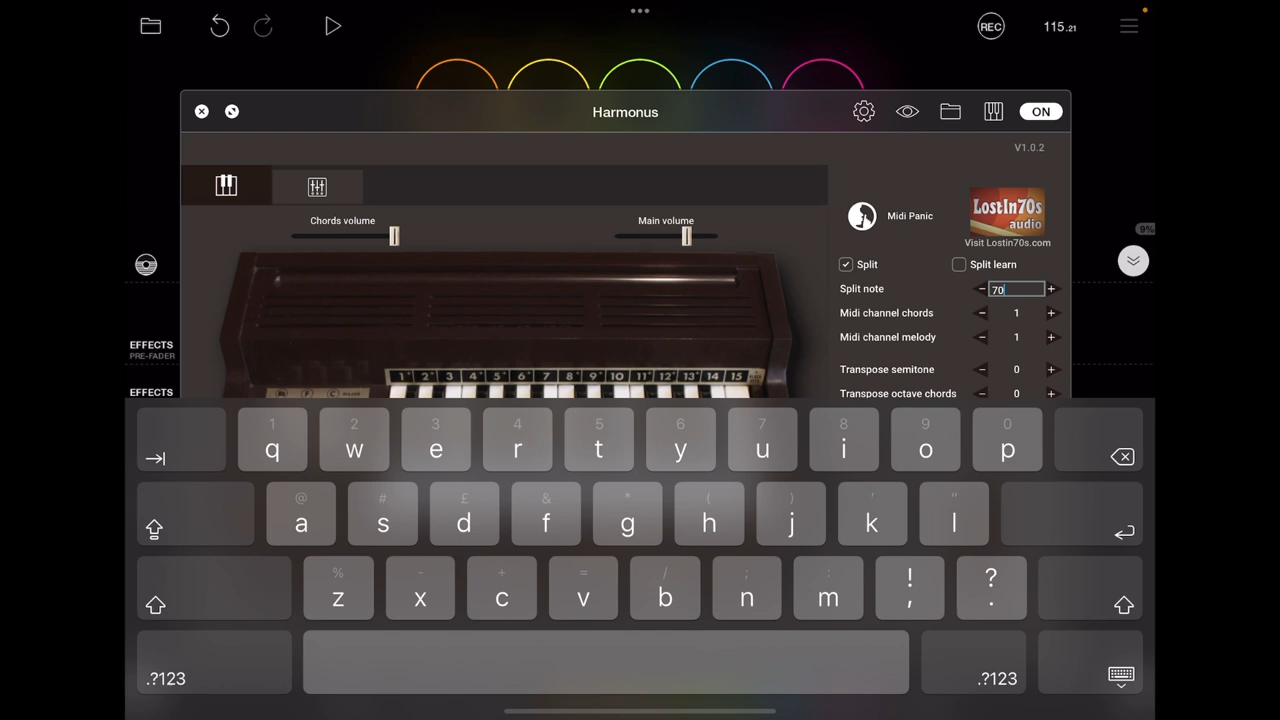 REC
115.21
Harmonus
ON
V1.0.2
Chords volume
Main volume
Midi Panic
LostIn70s
audio
Visit Lostin70s.com
Split
Split learn
Split note
70
Midi channel chords
1
Midi channel melody
1
Transpose semitone
0
Transpose octave chords
0
9%
EFFECTS
PRE-FADER
EFFECTS
1 2 3 4 5 6 7 8 9 10 11 12 13 14 15
1 2 3 4 5 6 7 8 9 0
q w e r t y u i o p
@ # £ & * ( ) ' "
a s d f g h j k l
% - + = / ; :
z x c v b n m ! , ? .
.?123
.?123